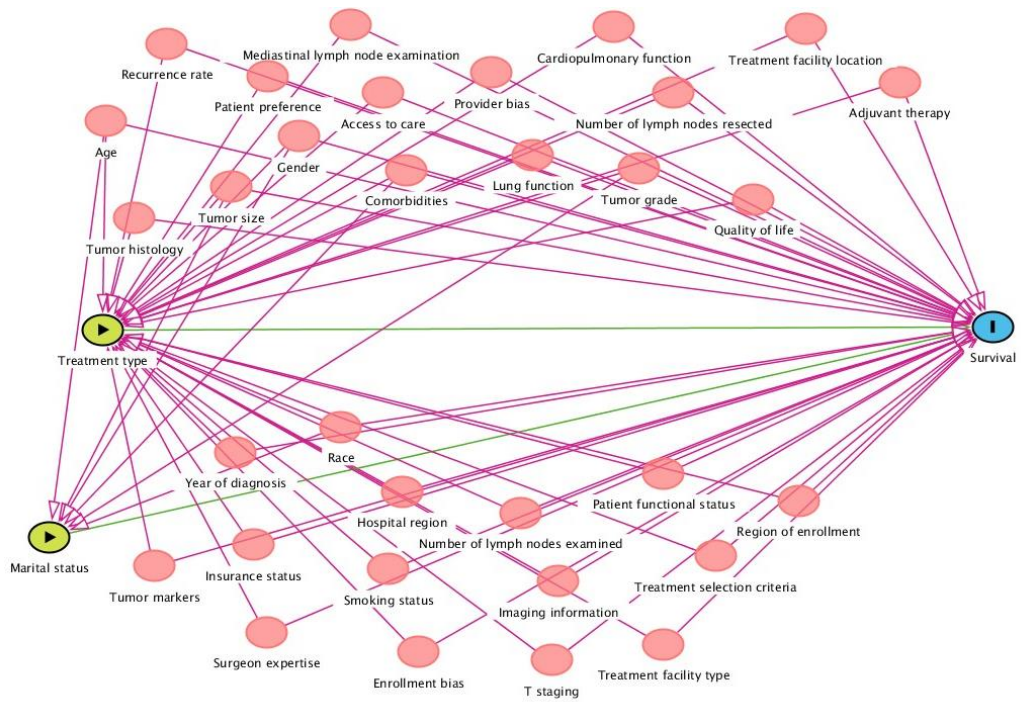 Mediastinal lymph node examination
Cardiopulmonary function
Treatment facility location
Recurrence rate
Patient preference
Provider bias
Access to care
Number of lymph nodes resected
Adjuvant therapy
Age
Gender
Lung function
Comorbidities
Tumor grade
Tumor size
Quality of life
Tumor histology
Treatment type
Survival
Race
Year of diagnosis
Patient functional status
Hospital region
Region of enrollment
Number of lymph nodes examined
Marital status
Insurance status
Treatment selection criteria
Tumor markers
Smoking status
Imaging information
Surgeon expertise
Treatment facility type
Enrollment bias
T staging